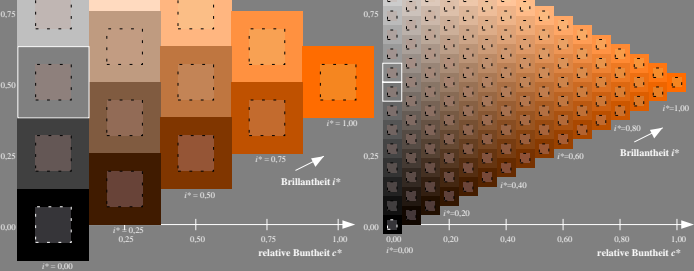 0,75
0,50
0,25
0,00
i* = 1,00
i* = 0,75
i* = 0,50
i* = 0,25
i* = 0,00
Brillantheit i*
0,25 0,50 0,75 1,00
relative Buntheit c*
0,75
0,50
0,25
0,00
i*=1,00
i*=0,80
i*=0,60
i*=0,40
i*=0,20
i*=0,00
Brillantheit i*
0,00 0,20 0,40 0,60 0,80 1,00
relative Buntheit c*